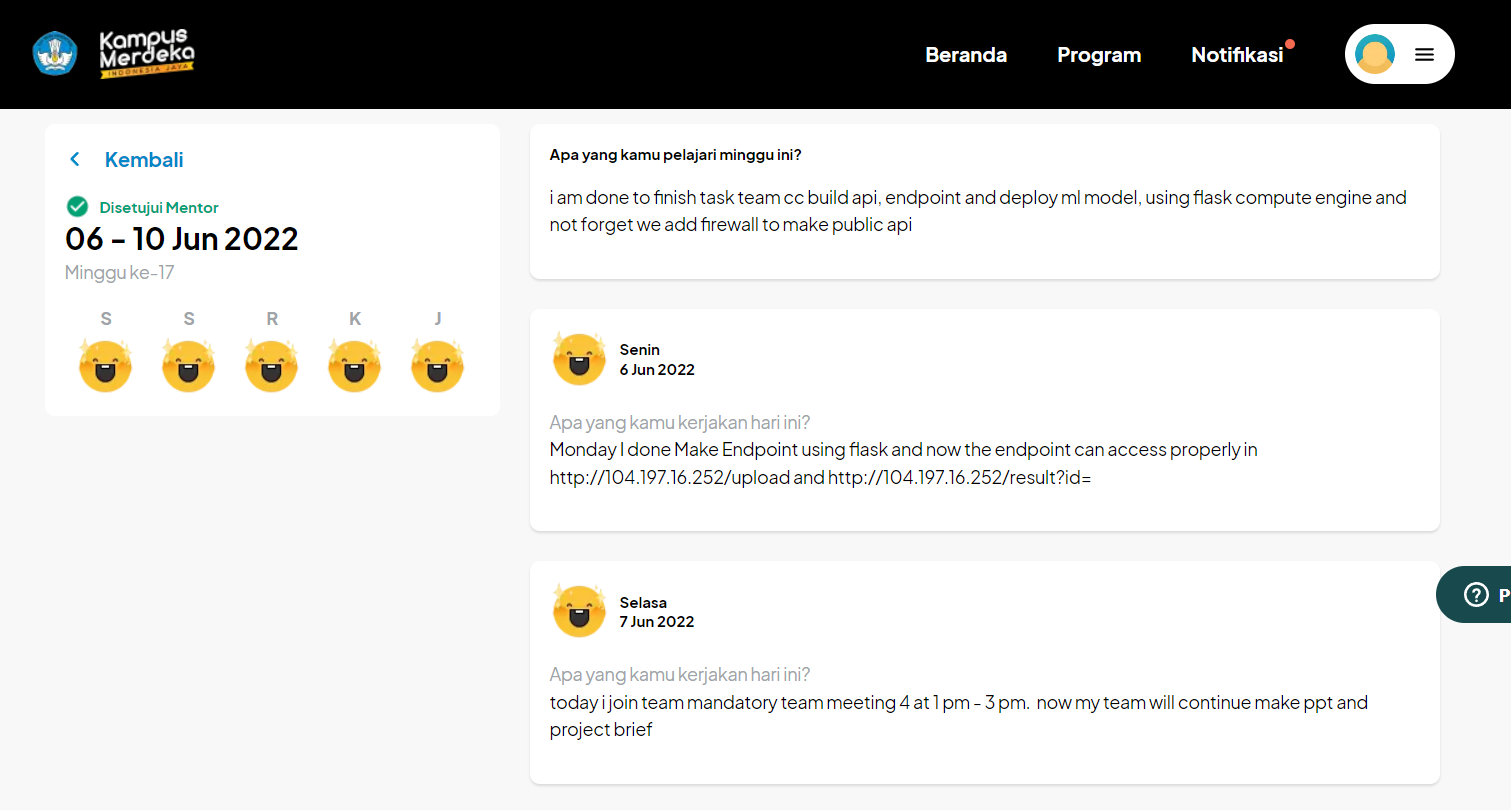 Kampus
Merdeka
INDONESIA JAYA
Beranda
Program
Notifikasi
Kembali
Disetujui Mentor
06 - 10 Jun 2022
Minggu ke-17
S S R K J
Apa yang kamu pelajari minggu ini?
i am done to finish task team cc build api, endpoint and deploy ml model, using flask compute engine and
not forget we add firewall to make public api
Senin
6 Jun 2022
Apa yang kamu kerjakan hari ini?
Monday I done Make Endpoint using flask and now the endpoint can access properly in
http://104.197.16.252/upload and http://104.197.16.252/result?id=
Selasa
7 Jun 2022
Apa yang kamu kerjakan hari ini?
today i join team mandatory team meeting 4 at 1 pm - 3 pm. now my team will continue make ppt and
project brief
P